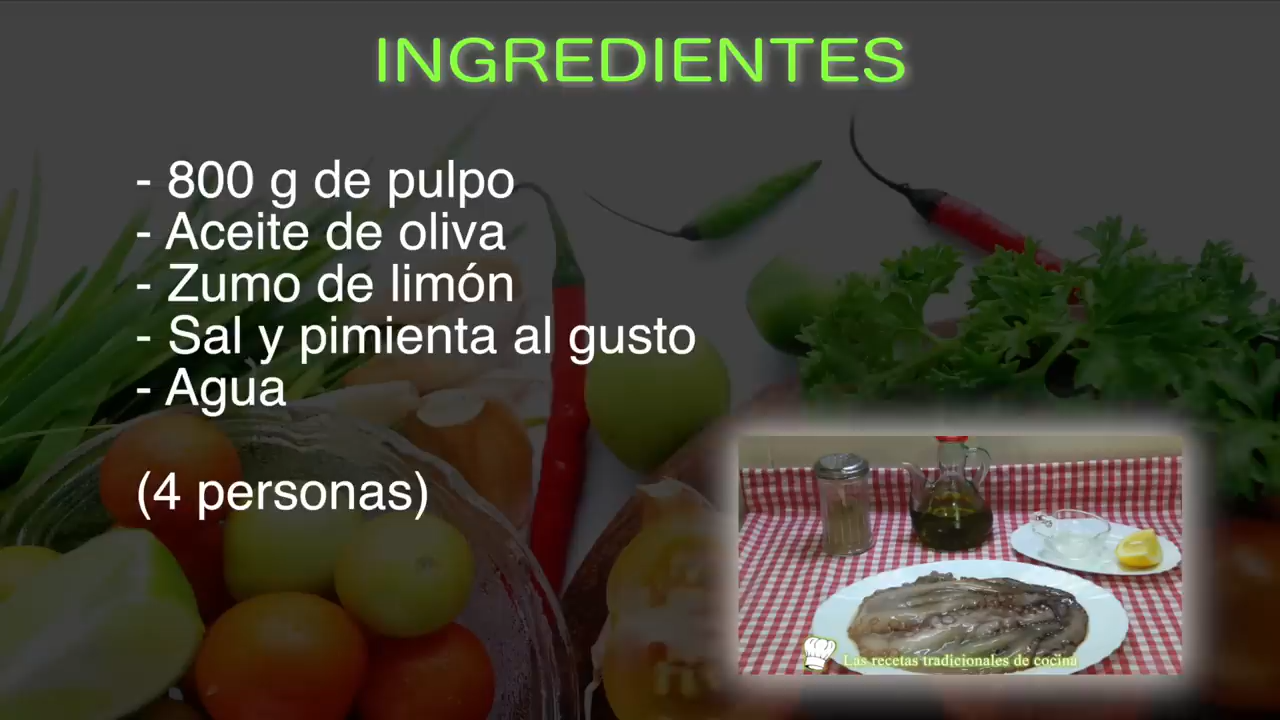 INGREDIENTES
- 800 g de pulpo
- Aceite de oliva
- Zumo de limón
- Sal y pimienta al gusto
- Agua
(4 personas)
Las recetas tradicionales de cocina